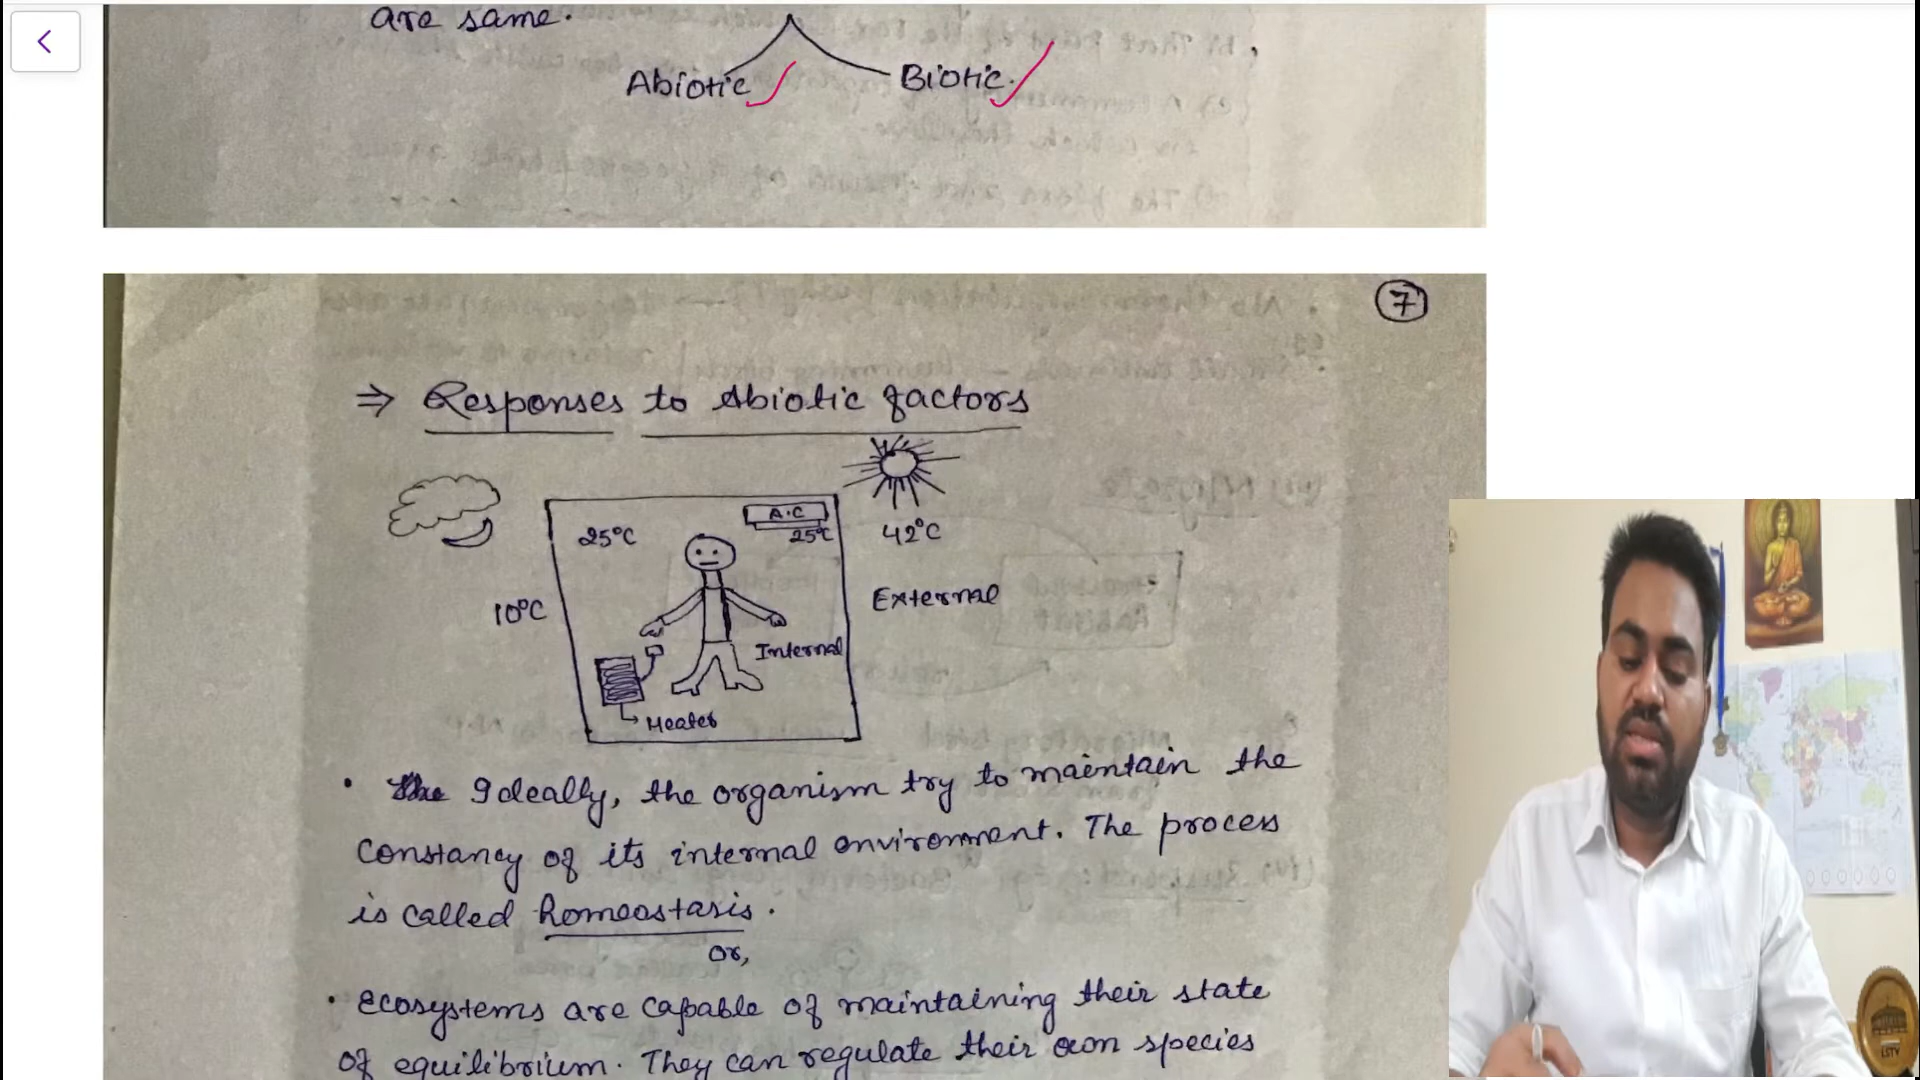 are same.
Abiotic Biotic.
7
⇒ Responses to Abiotic factors
A.C
25°C 25°C 42°C
10°C External
Internal
Heater
• Ideally, the organism try to maintain the
constancy of its internal environment. The process
is called homeostasis.
or,
• Ecosystems are capable of maintaining their state
of equilibrium. They can regulate their own species
LSTV